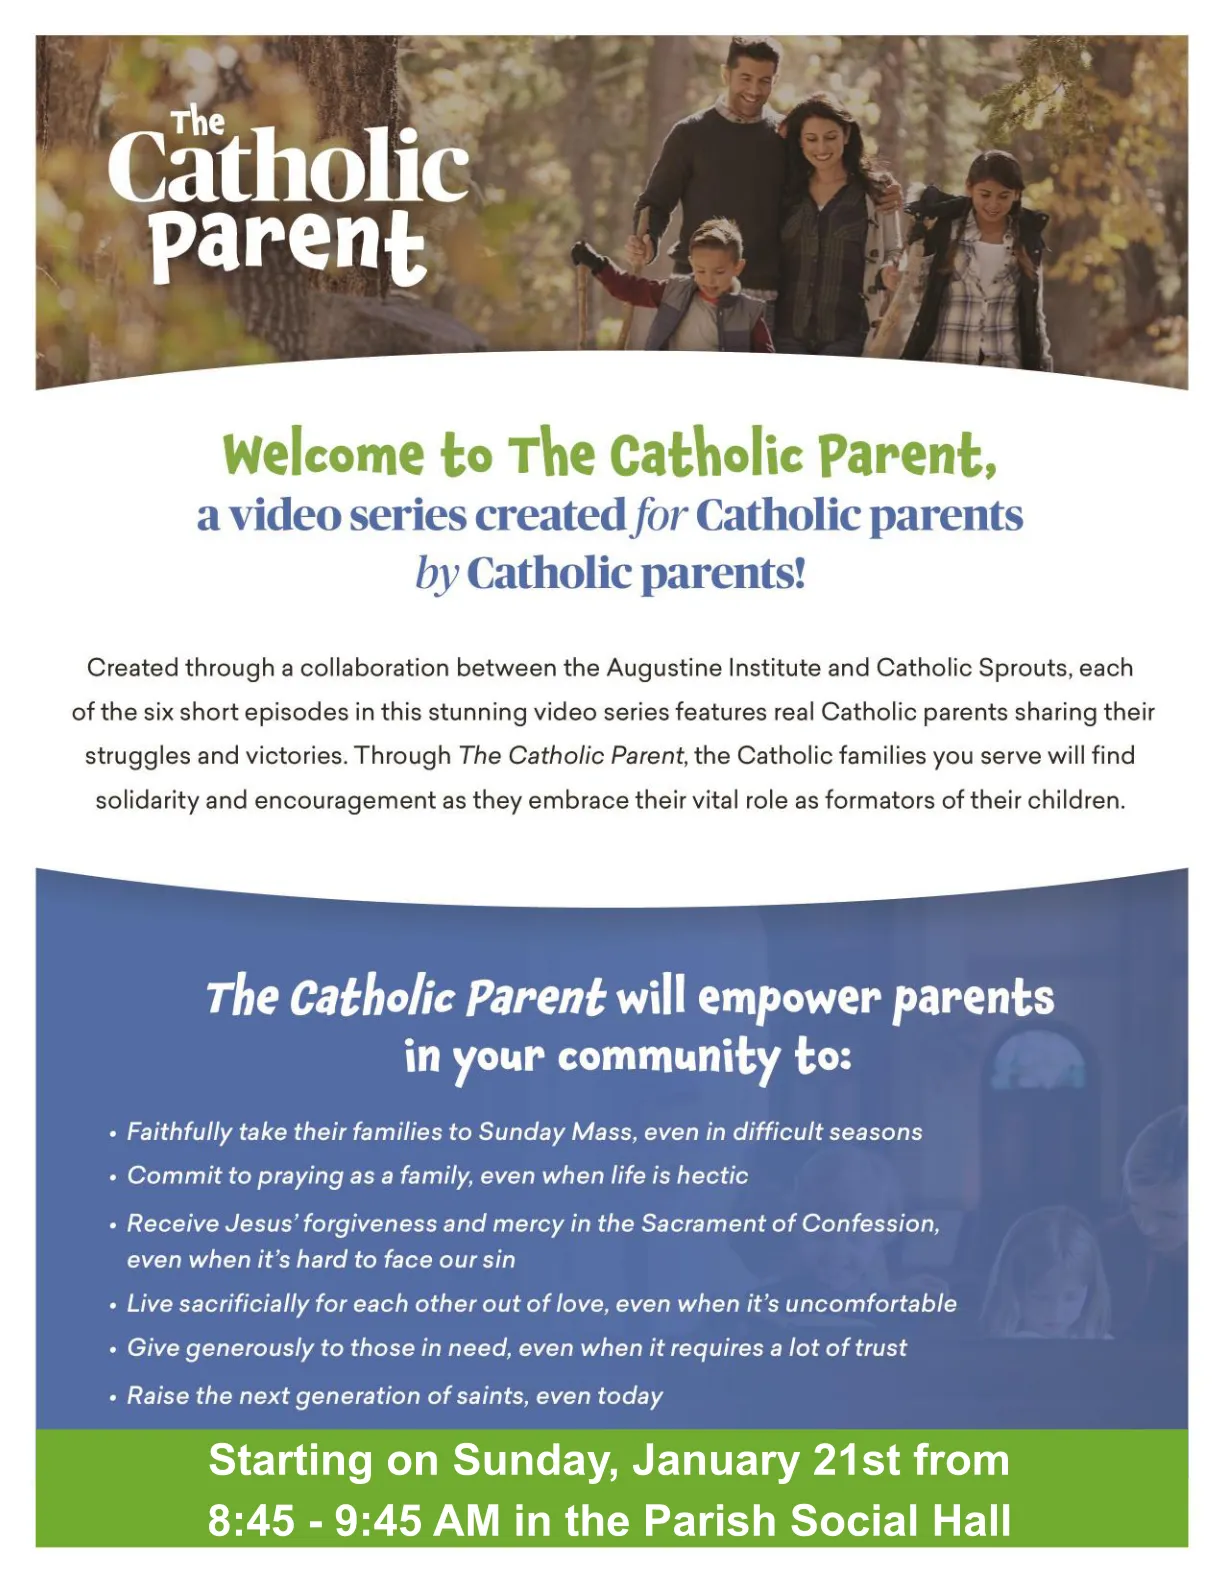 The
Catholic
Parent
Welcome to The Catholic Parent,
a video series created for Catholic parents
by Catholic parents!
Created through a collaboration between the Augustine Institute and Catholic Sprouts, each
of the six short episodes in this stunning video series features real Catholic parents sharing their
struggles and victories. Through The Catholic Parent, the Catholic families you serve will find
solidarity and encouragement as they embrace their vital role as formators of their children.
The Catholic Parent will empower parents
in your community to:
• Faithfully take their families to Sunday Mass, even in difficult seasons
• Commit to praying as a family, even when life is hectic
• Receive Jesus’ forgiveness and mercy in the Sacrament of Confession,
even when it’s hard to face our sin
• Live sacrificially for each other out of love, even when it’s uncomfortable
• Give generously to those in need, even when it requires a lot of trust
• Raise the next generation of saints, even today
Starting on Sunday, January 21st from
8:45 - 9:45 AM in the Parish Social Hall